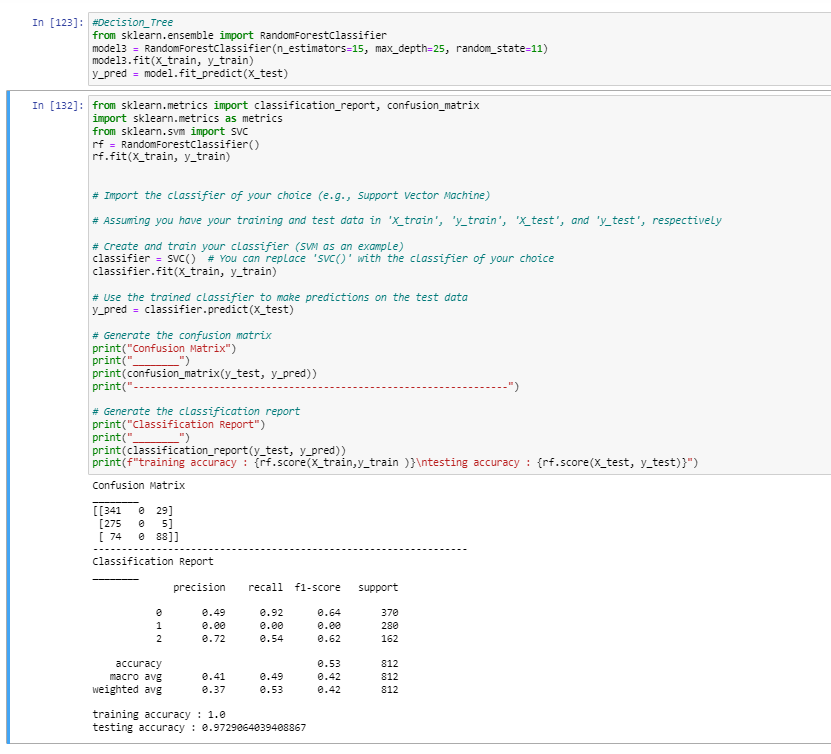 In [123]: #Decision_Tree
from sklearn.ensemble import RandomForestClassifier
model3 = RandomForestClassifier(n_estimators=15, max_depth=25, random_state=11)
model3.fit(X_train, y_train)
y_pred = model.fit_predict(X_test)
In [132]: from sklearn.metrics import classification_report, confusion_matrix
import sklearn.metrics as metrics
from sklearn.svm import SVC
rf = RandomForestClassifier()
rf.fit(X_train, y_train)
# Import the classifier of your choice (e.g., Support Vector Machine)
# Assuming you have your training and test data in 'X_train', 'y_train', 'X_test', and 'y_test', respectively
# Create and train your classifier (SVM as an example)
classifier = SVC()  # You can replace 'SVC()' with the classifier of your choice
classifier.fit(X_train, y_train)
# Use the trained classifier to make predictions on the test data
y_pred = classifier.predict(X_test)
# Generate the confusion matrix
print("Confusion Matrix")
print("________")
print(confusion_matrix(y_test, y_pred))
print("-----------------------------------------------------------------")
# Generate the classification report
print("Classification Report")
print("________")
print(classification_report(y_test, y_pred))
print(f"training accuracy : {rf.score(X_train,y_train )}\ntesting accuracy : {rf.score(X_test, y_test)}")
Confusion Matrix
________
[[341   0  29]
 [275   0   5]
 [ 74   0  88]]
-----------------------------------------------------------------
Classification Report
________
precision    recall  f1-score   support
0       0.49      0.92      0.64       370
1       0.00      0.00      0.00       280
2       0.72      0.54      0.62       162
accuracy                           0.53       812
macro avg       0.41      0.49      0.42       812
weighted avg       0.37      0.53      0.42       812
training accuracy : 1.0
testing accuracy : 0.9729064039408867